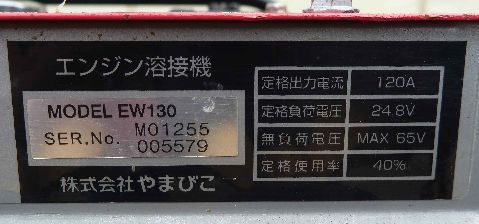 エンジン溶接機
MODEL EW130
SER.No. M01255
005579
株式会社やまびこ
定格出力電流 120A
定格負荷電圧 24.8V
無負荷電圧 MAX 65V
定格使用率 40%